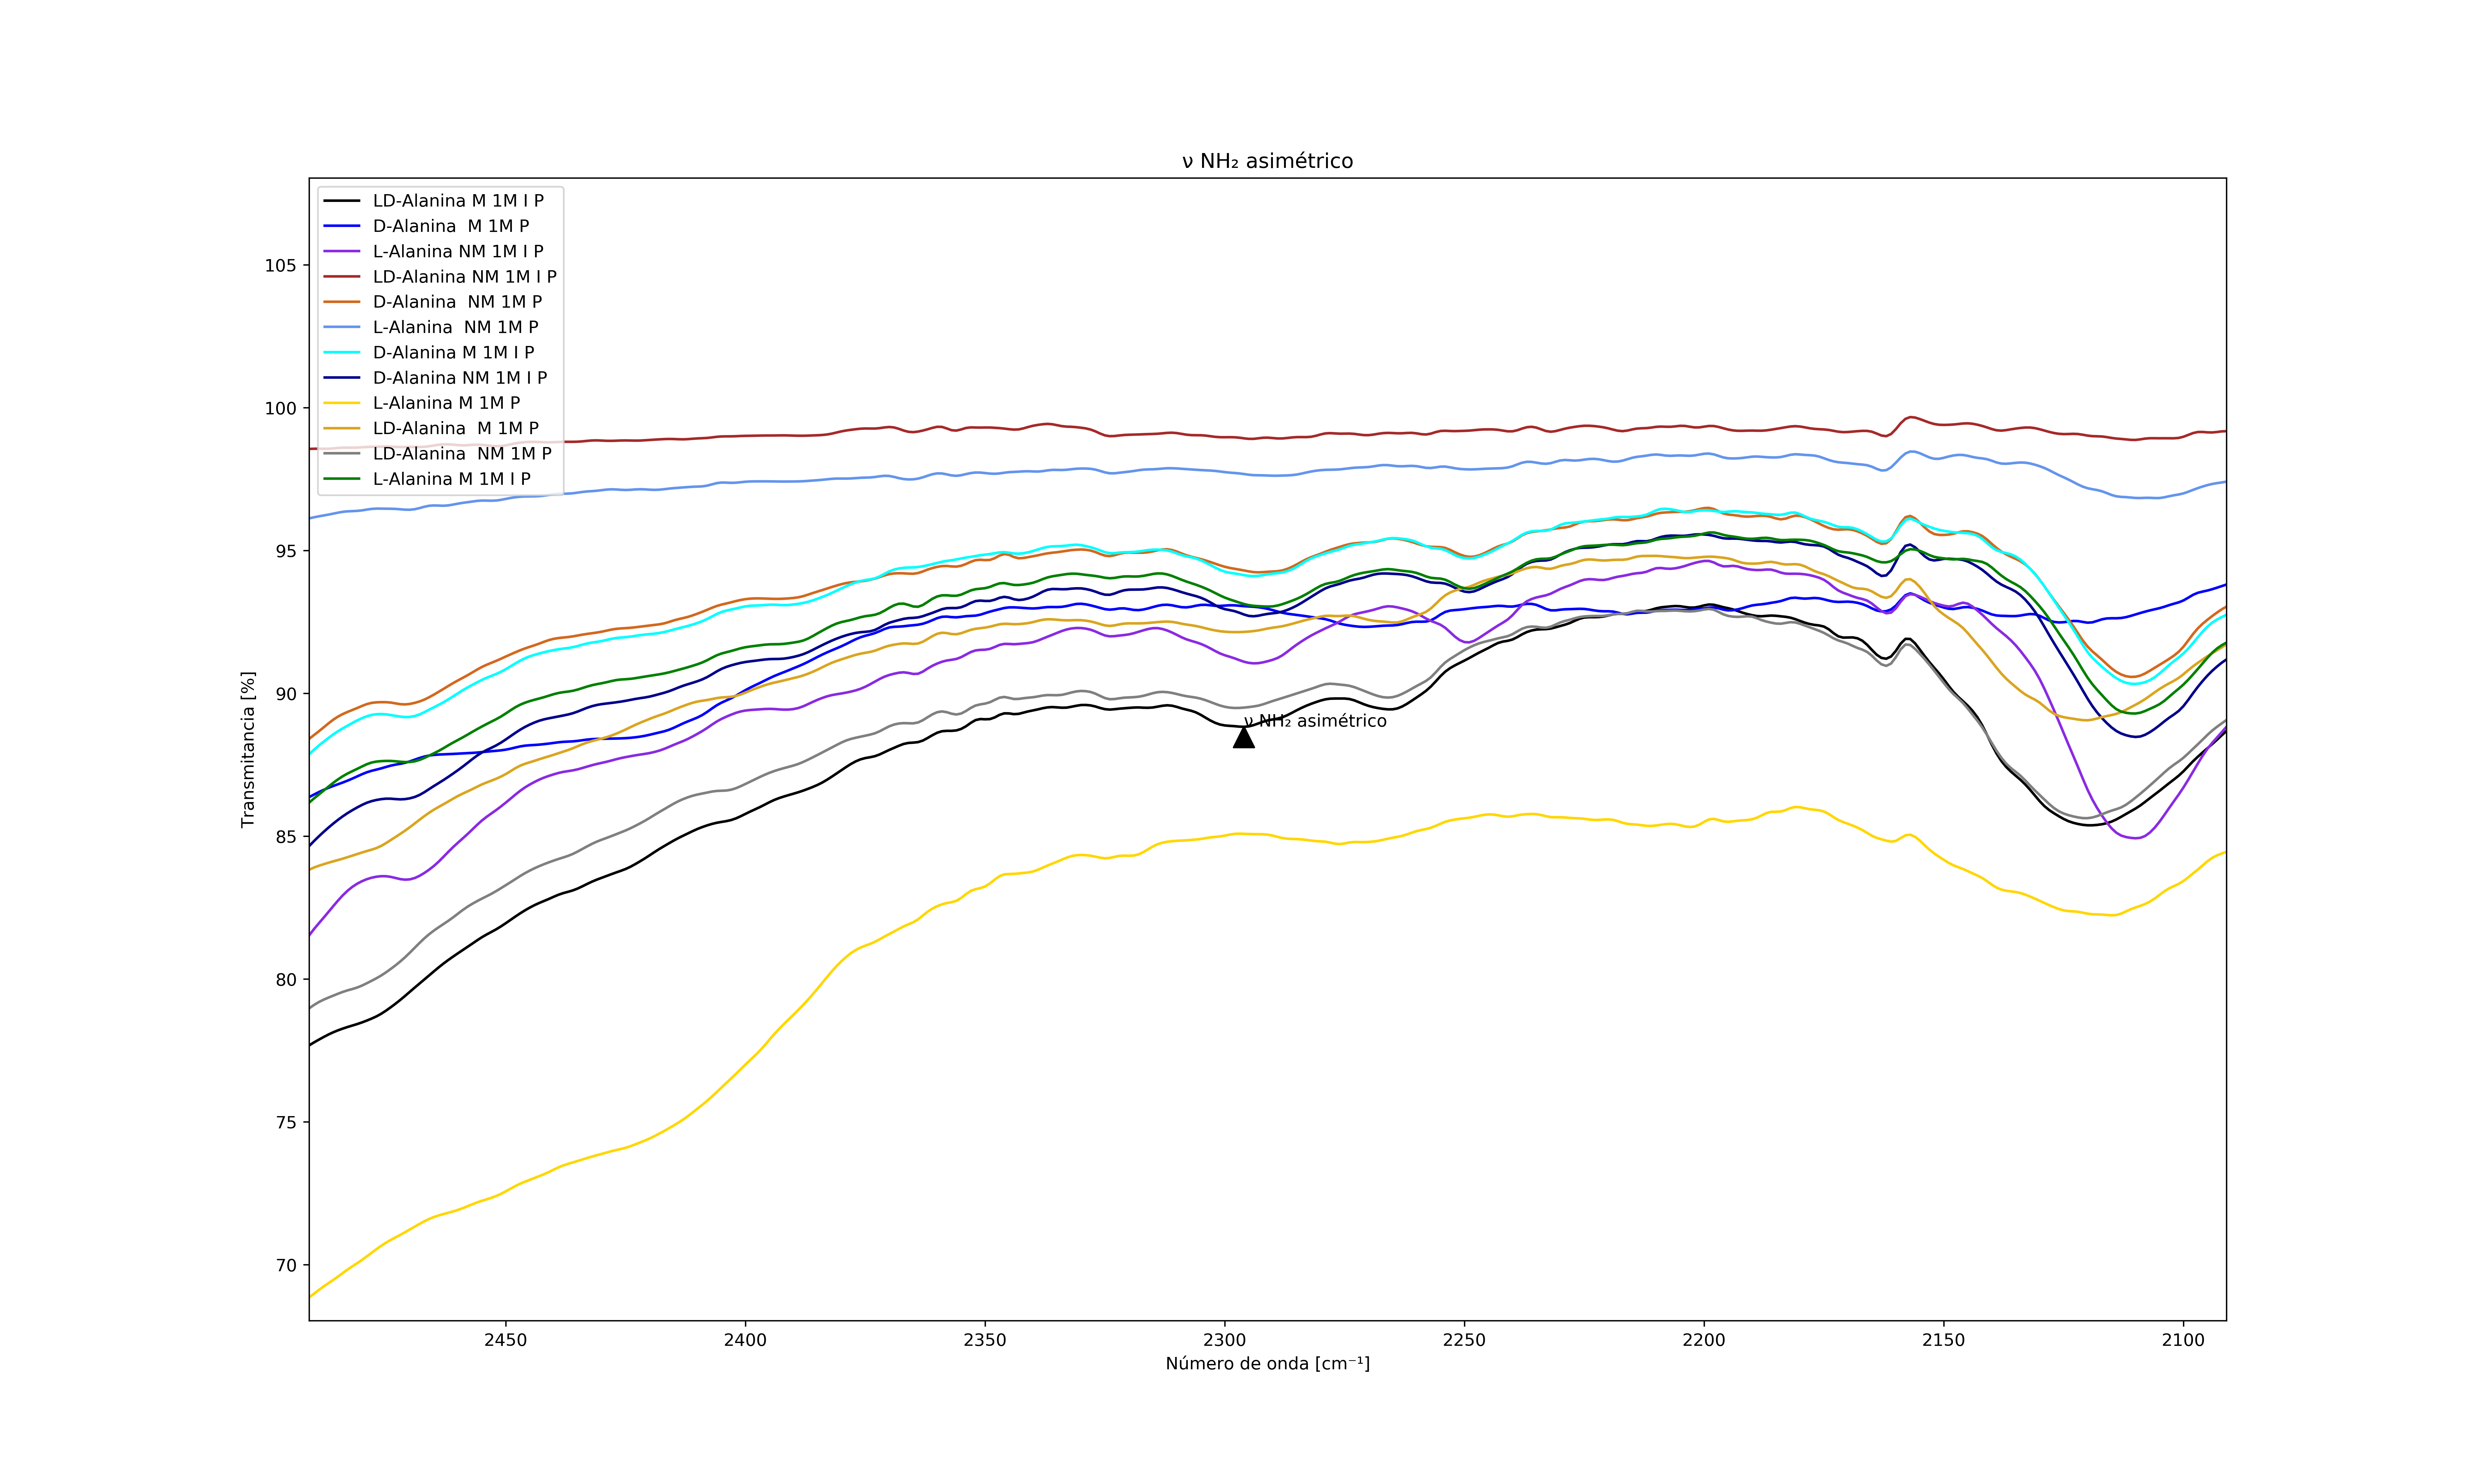 ν NH₂ asimétrico
LD-Alanina M 1M I P
D-Alanina  M 1M P
L-Alanina NM 1M I P
LD-Alanina NM 1M I P
D-Alanina  NM 1M P
L-Alanina  NM 1M P
D-Alanina M 1M I P
D-Alanina NM 1M I P
L-Alanina M 1M P
LD-Alanina  M 1M P
LD-Alanina  NM 1M P
L-Alanina M 1M I P
105
100
95
90
85
80
75
70
Transmitancia [%]
ν NH₂ asimétrico
2450 2400 2350 2300 2250 2200 2150 2100
Número de onda [cm⁻¹]